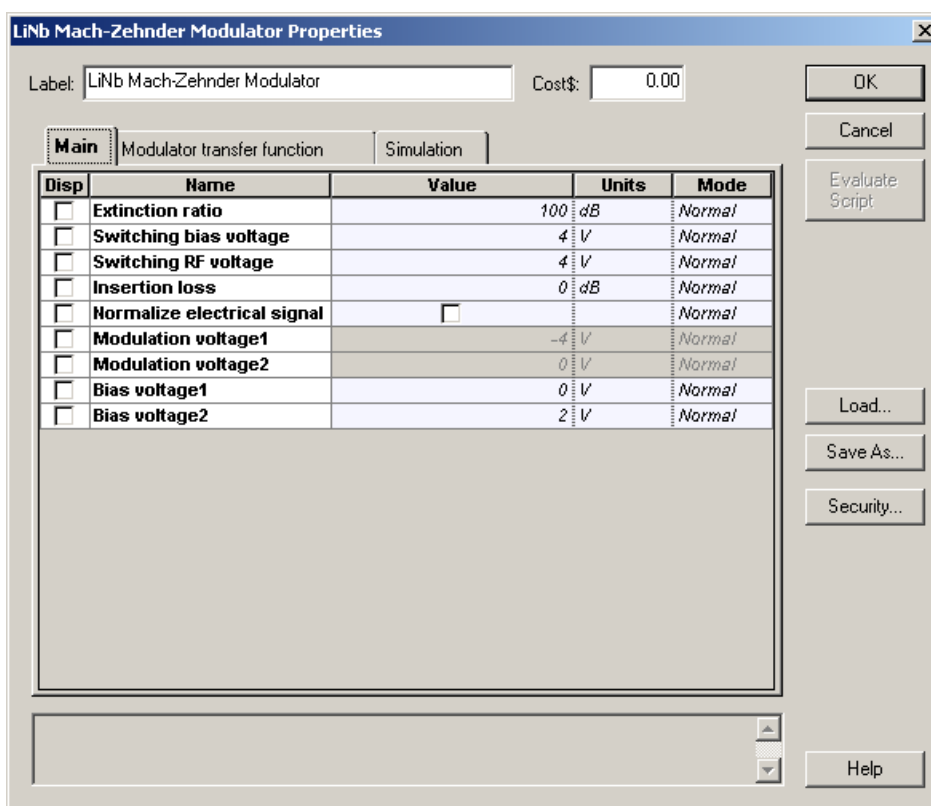 LiNb Mach-Zehnder Modulator Properties
Label: LiNb Mach-Zehnder Modulator Cost$: 0.00 OK
Cancel
Main Modulator transfer function Simulation
Evaluate Script
Disp Name Value Units Mode
Extinction ratio 100 dB Normal
Switching bias voltage 4 V Normal
Switching RF voltage 4 V Normal
Insertion loss 0 dB Normal
Normalize electrical signal Normal
Modulation voltage1 -4 V Normal
Modulation voltage2 0 V Normal
Bias voltage1 0 V Normal
Bias voltage2 2 V Normal
Load...
Save As...
Security...
Help